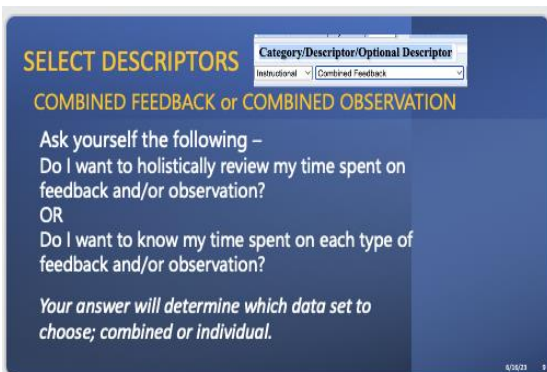 SELECT DESCRIPTORS
Category/Descriptor/Optional Descriptor
Instructional
Combined Feedback
COMBINED FEEDBACK or COMBINED OBSERVATION
Ask yourself the following –
Do I want to holistically review my time spent on
feedback and/or observation?
OR
Do I want to know my time spent on each type of
feedback and/or observation?
Your answer will determine which data set to
choose; combined or individual.
6/16/23